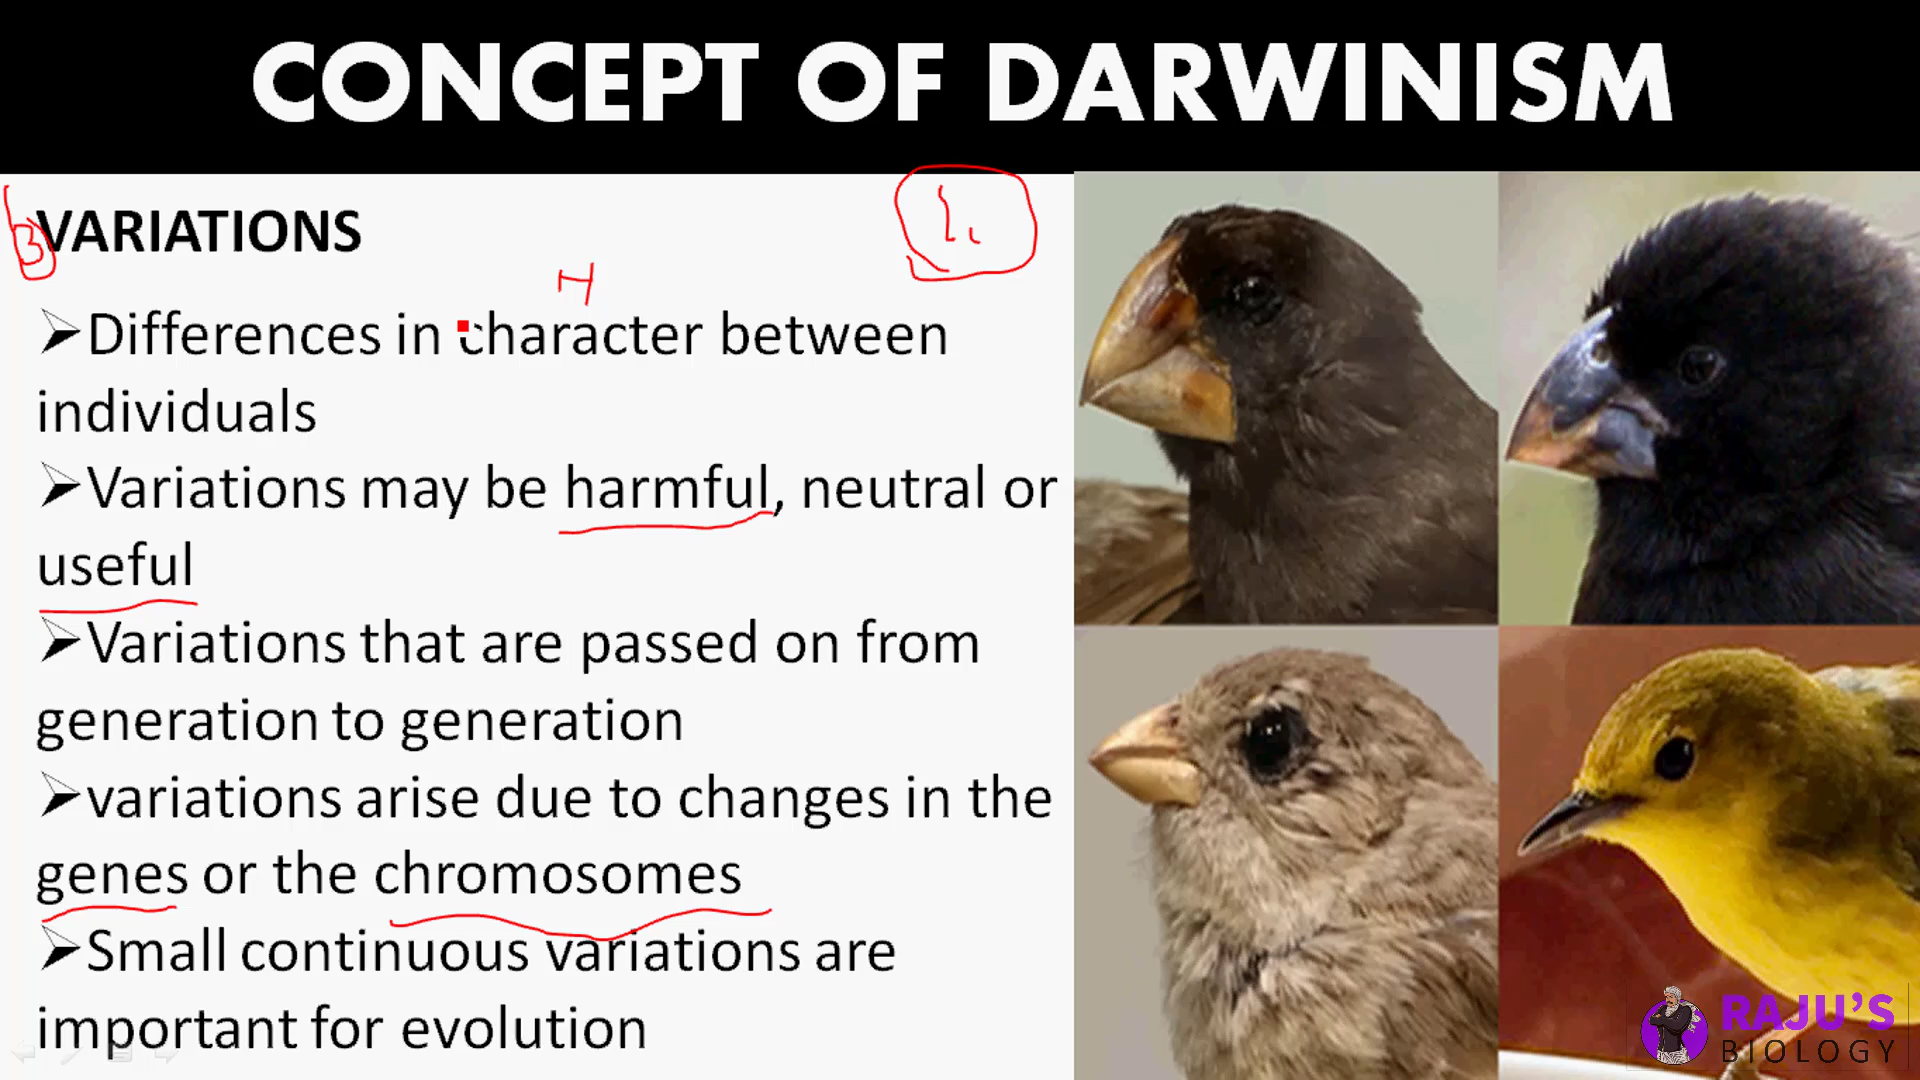 CONCEPT OF DARWINISM
3
VARIATIONS
1.
H
➢Differences in character between
individuals
➢Variations may be harmful, neutral or
useful
➢Variations that are passed on from
generation to generation
➢variations arise due to changes in the
genes or the chromosomes
➢Small continuous variations are
important for evolution
RAJU'S
BIOLOGY